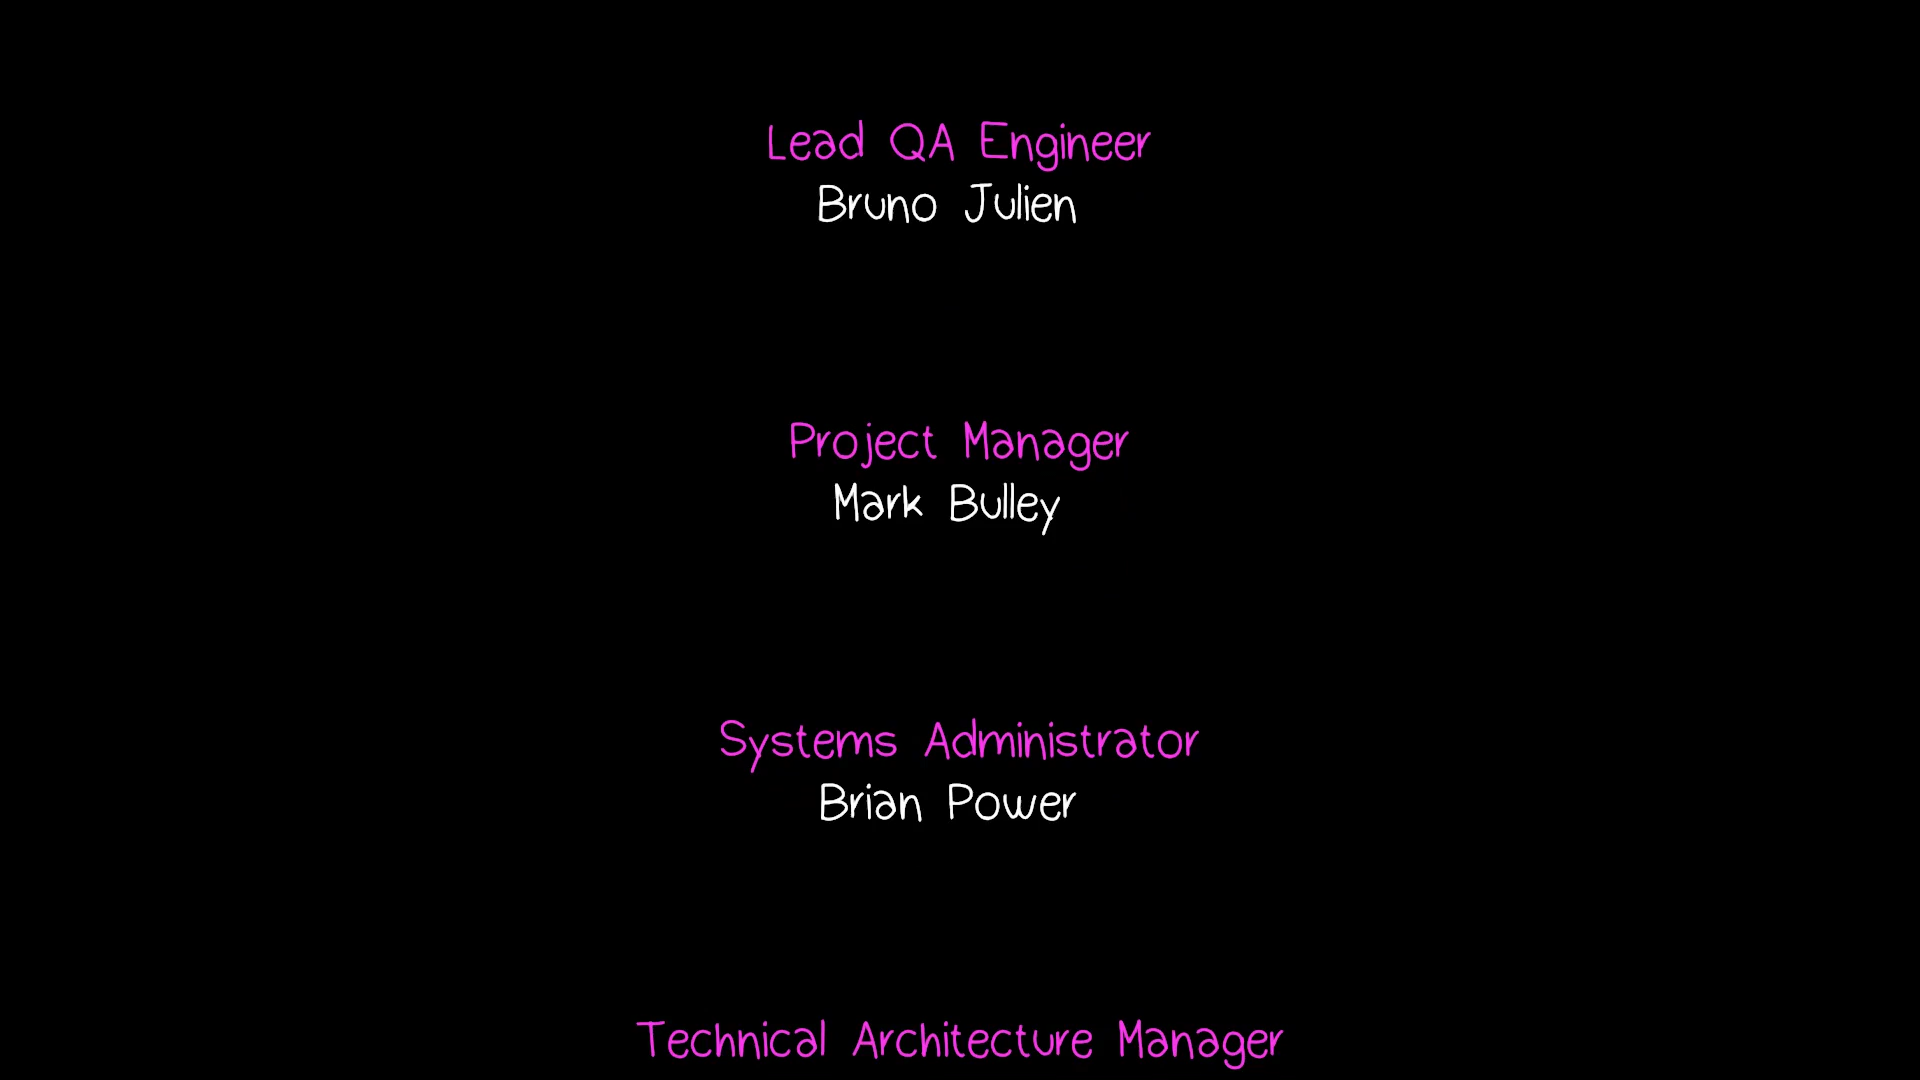 Lead QA Engineer
Bruno Julien
Project Manager
Mark Bulley
Systems Administrator
Brian Power
Technical Architecture Manager